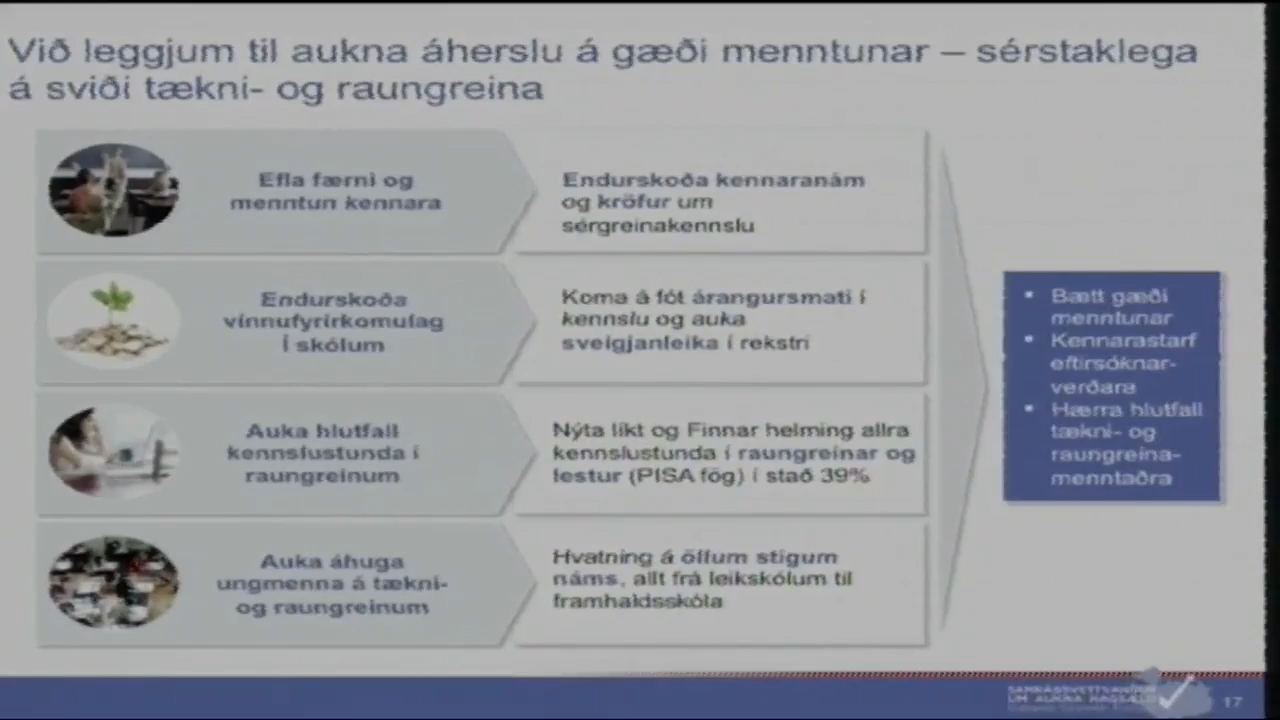 Við leggjum til aukna áherslu á gæði menntunar – sérstaklega
á sviði tækni- og raungreina
Efla færni og
menntun kennara
Endurskoða kennaranám
og kröfur um
sérgreinakennslu
Endurskoða
vinnufyrirkomulag
í skólum
Koma á fót árangursmati í
kennslu og auka
sveigjanleika í rekstri
Auka hlutfall
kennslustunda í
raungreinum
Nýta líkt og Finnar helming allra
kennslustunda í raungreinar og
lestur (PISA fög) í stað 39%
Auka áhuga
ungmenna á tækni-
og raungreinum
Hvatning á öllum stigum
náms, allt frá leikskólum til
framhaldsskóla
▪ Bætt gæði
menntunar
▪ Kennarastarf
eftirsóknar-
verðara
▪ Hærra hlutfall
tækni- og
raungreina-
menntaðra
SAMRÁÐSVETTVANGUR
UM AUKNA HAGSÆLD
17